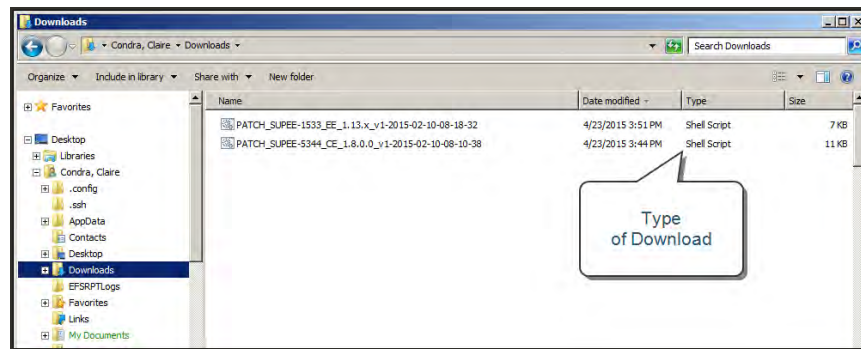 Downloads
Condra, Claire Downloads
Search Downloads
Organize Include in library Share with New folder
Name Date modified Type Size
PATCH_SUPEE-1533_EE_1.13.x_v1-2015-02-10-08-18-32 4/23/2015 3:51 PM Shell Script 7 KB
PATCH_SUPEE-5344_CE_1.8.0.0_v1-2015-02-10-08-10-38 4/23/2015 3:44 PM Shell Script 11 KB
Favorites
Desktop
Libraries
Condra, Claire
.config
.ssh
AppData
Contacts
Desktop
Downloads
EFSRPTLogs
Favorites
Links
My Documents
Type
of Download